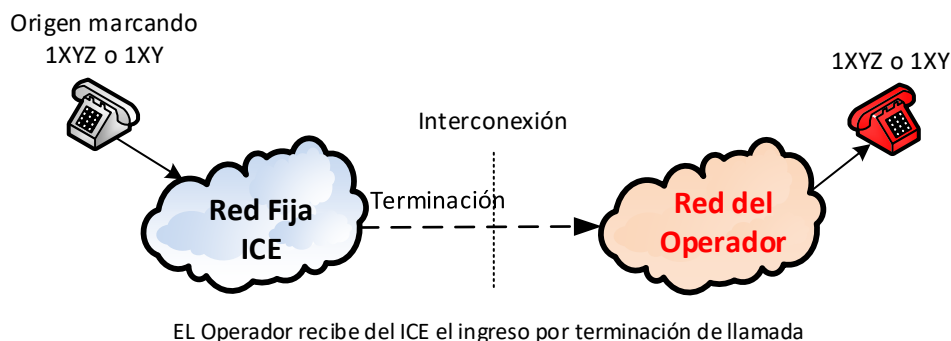 Origen marcando
1XYZ o 1XY
1XYZ o 1XY
Interconexión
Red Fija
ICE
Terminación
Red del
Operador
EL Operador recibe del ICE el ingreso por terminación de llamada